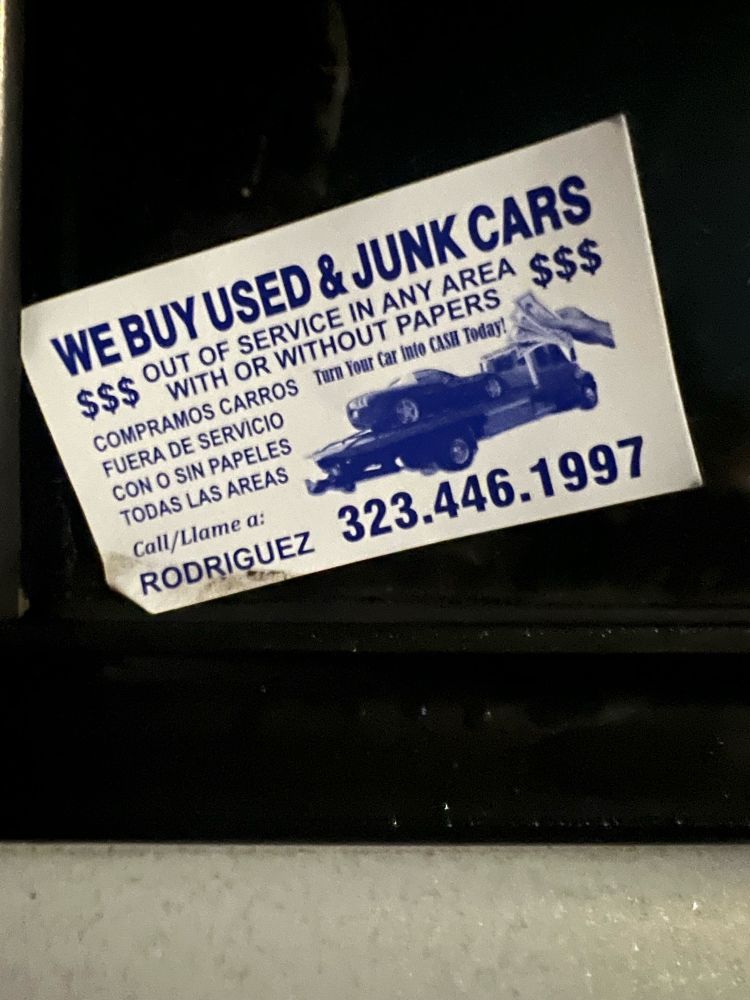 WE BUY USED & JUNK CARS
$$$ OUT OF SERVICE IN ANY AREA $$$
WITH OR WITHOUT PAPERS
COMPRAMOS CARROS
FUERA DE SERVICIO
CON O SIN PAPELES
TODAS LAS AREAS
Turn Your Car into CASH Today!
Call/Llame a:
RODRIGUEZ
323.446.1997